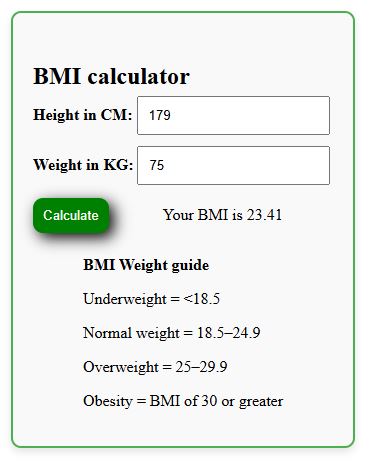 BMI calculator
Height in CM: 179
Weight in KG: 75
Calculate Your BMI is 23.41
BMI Weight guide
Underweight = <18.5
Normal weight = 18.5–24.9
Overweight = 25–29.9
Obesity = BMI of 30 or greater